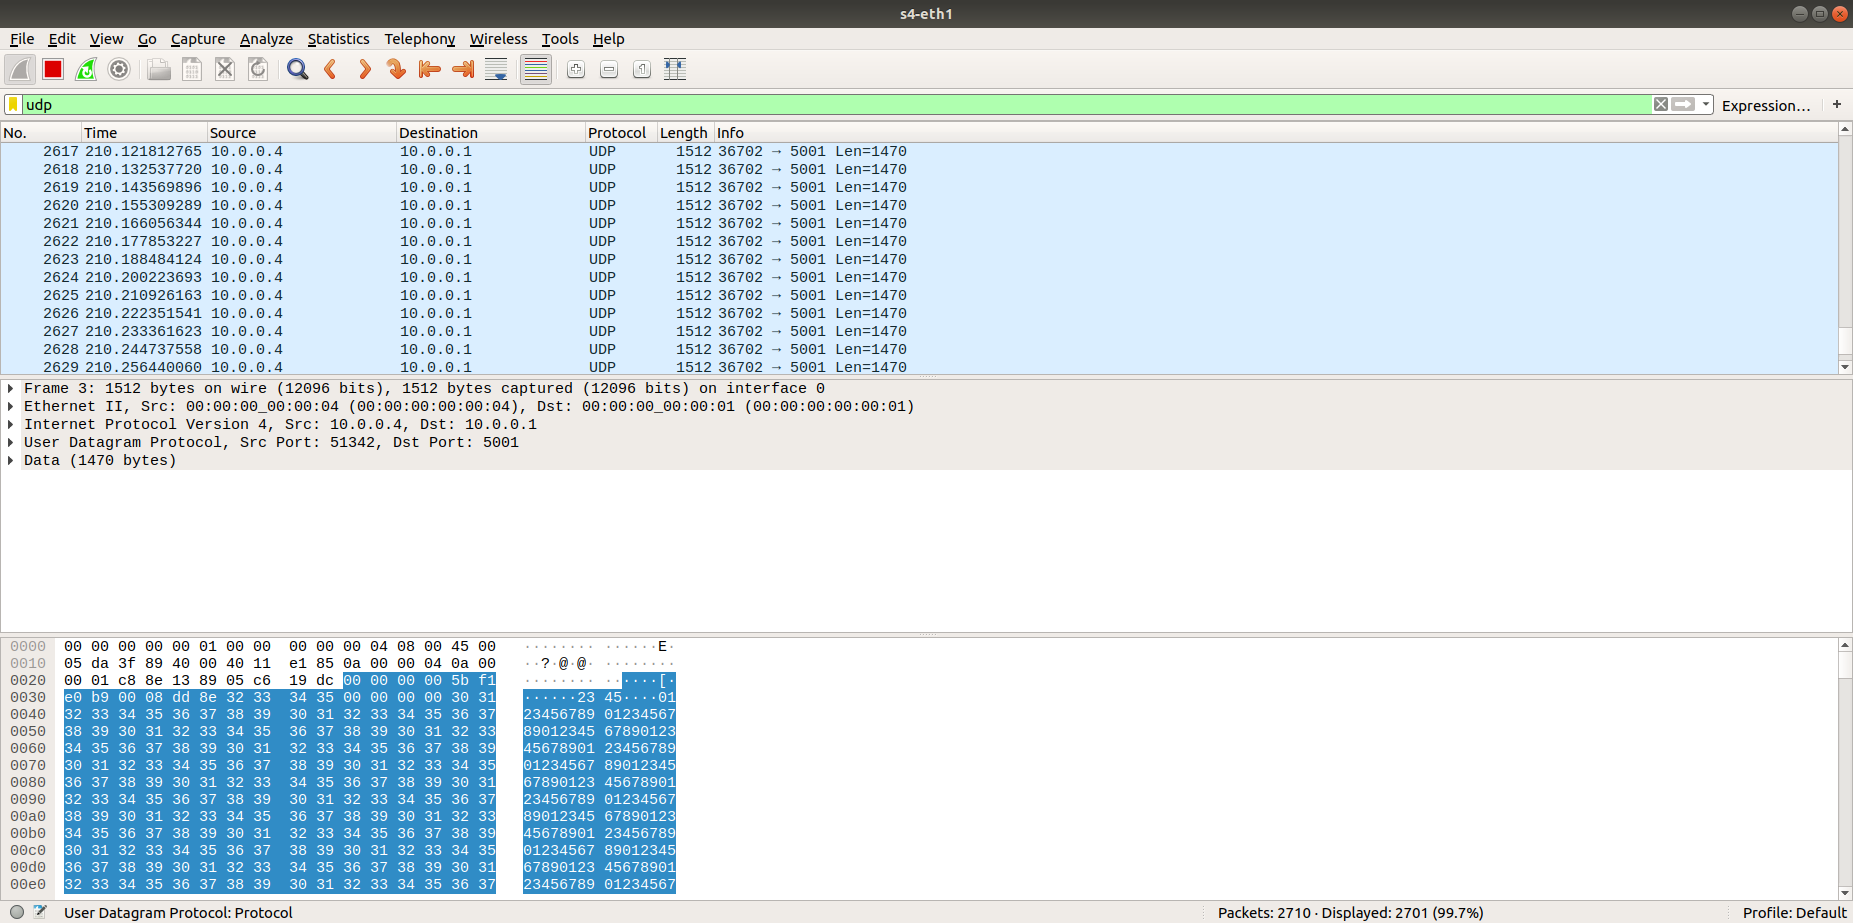 s4-eth1
File Edit View Go Capture Analyze Statistics Telephony Wireless Tools Help
udp Expression… +
No. Time Source Destination Protocol Length Info
2617 210.121812765 10.0.0.4 10.0.0.1 UDP 1512 36702 → 5001 Len=1470
2618 210.132537720 10.0.0.4 10.0.0.1 UDP 1512 36702 → 5001 Len=1470
2619 210.143569896 10.0.0.4 10.0.0.1 UDP 1512 36702 → 5001 Len=1470
2620 210.155309289 10.0.0.4 10.0.0.1 UDP 1512 36702 → 5001 Len=1470
2621 210.166056344 10.0.0.4 10.0.0.1 UDP 1512 36702 → 5001 Len=1470
2622 210.177853227 10.0.0.4 10.0.0.1 UDP 1512 36702 → 5001 Len=1470
2623 210.188484124 10.0.0.4 10.0.0.1 UDP 1512 36702 → 5001 Len=1470
2624 210.200223693 10.0.0.4 10.0.0.1 UDP 1512 36702 → 5001 Len=1470
2625 210.210926163 10.0.0.4 10.0.0.1 UDP 1512 36702 → 5001 Len=1470
2626 210.222351541 10.0.0.4 10.0.0.1 UDP 1512 36702 → 5001 Len=1470
2627 210.233361623 10.0.0.4 10.0.0.1 UDP 1512 36702 → 5001 Len=1470
2628 210.244737558 10.0.0.4 10.0.0.1 UDP 1512 36702 → 5001 Len=1470
2629 210.256440060 10.0.0.4 10.0.0.1 UDP 1512 36702 → 5001 Len=1470
Frame 3: 1512 bytes on wire (12096 bits), 1512 bytes captured (12096 bits) on interface 0
Ethernet II, Src: 00:00:00_00:00:04 (00:00:00:00:00:04), Dst: 00:00:00_00:00:01 (00:00:00:00:00:01)
Internet Protocol Version 4, Src: 10.0.0.4, Dst: 10.0.0.1
User Datagram Protocol, Src Port: 51342, Dst Port: 5001
Data (1470 bytes)
0000 00 00 00 00 00 01 00 00 00 00 00 04 08 00 45 00 ········ ······E·
0010 05 da 3f 89 40 00 40 11 e1 85 0a 00 00 04 0a 00 ··?·@·@· ········
0020 00 01 c8 8e 13 89 05 c6 19 dc 00 00 00 00 5b f1 ········ ······[·
0030 e0 b9 00 08 dd 8e 32 33 34 35 00 00 00 00 30 31 ······23 45····01
0040 32 33 34 35 36 37 38 39 30 31 32 33 34 35 36 37 23456789 01234567
0050 38 39 30 31 32 33 34 35 36 37 38 39 30 31 32 33 89012345 67890123
0060 34 35 36 37 38 39 30 31 32 33 34 35 36 37 38 39 45678901 23456789
0070 30 31 32 33 34 35 36 37 38 39 30 31 32 33 34 35 01234567 89012345
0080 36 37 38 39 30 31 32 33 34 35 36 37 38 39 30 31 67890123 45678901
0090 32 33 34 35 36 37 38 39 30 31 32 33 34 35 36 37 23456789 01234567
00a0 38 39 30 31 32 33 34 35 36 37 38 39 30 31 32 33 89012345 67890123
00b0 34 35 36 37 38 39 30 31 32 33 34 35 36 37 38 39 45678901 23456789
00c0 30 31 32 33 34 35 36 37 38 39 30 31 32 33 34 35 01234567 89012345
00d0 36 37 38 39 30 31 32 33 34 35 36 37 38 39 30 31 67890123 45678901
00e0 32 33 34 35 36 37 38 39 30 31 32 33 34 35 36 37 23456789 01234567
User Datagram Protocol: Protocol Packets: 2710 · Displayed: 2701 (99.7%) Profile: Default